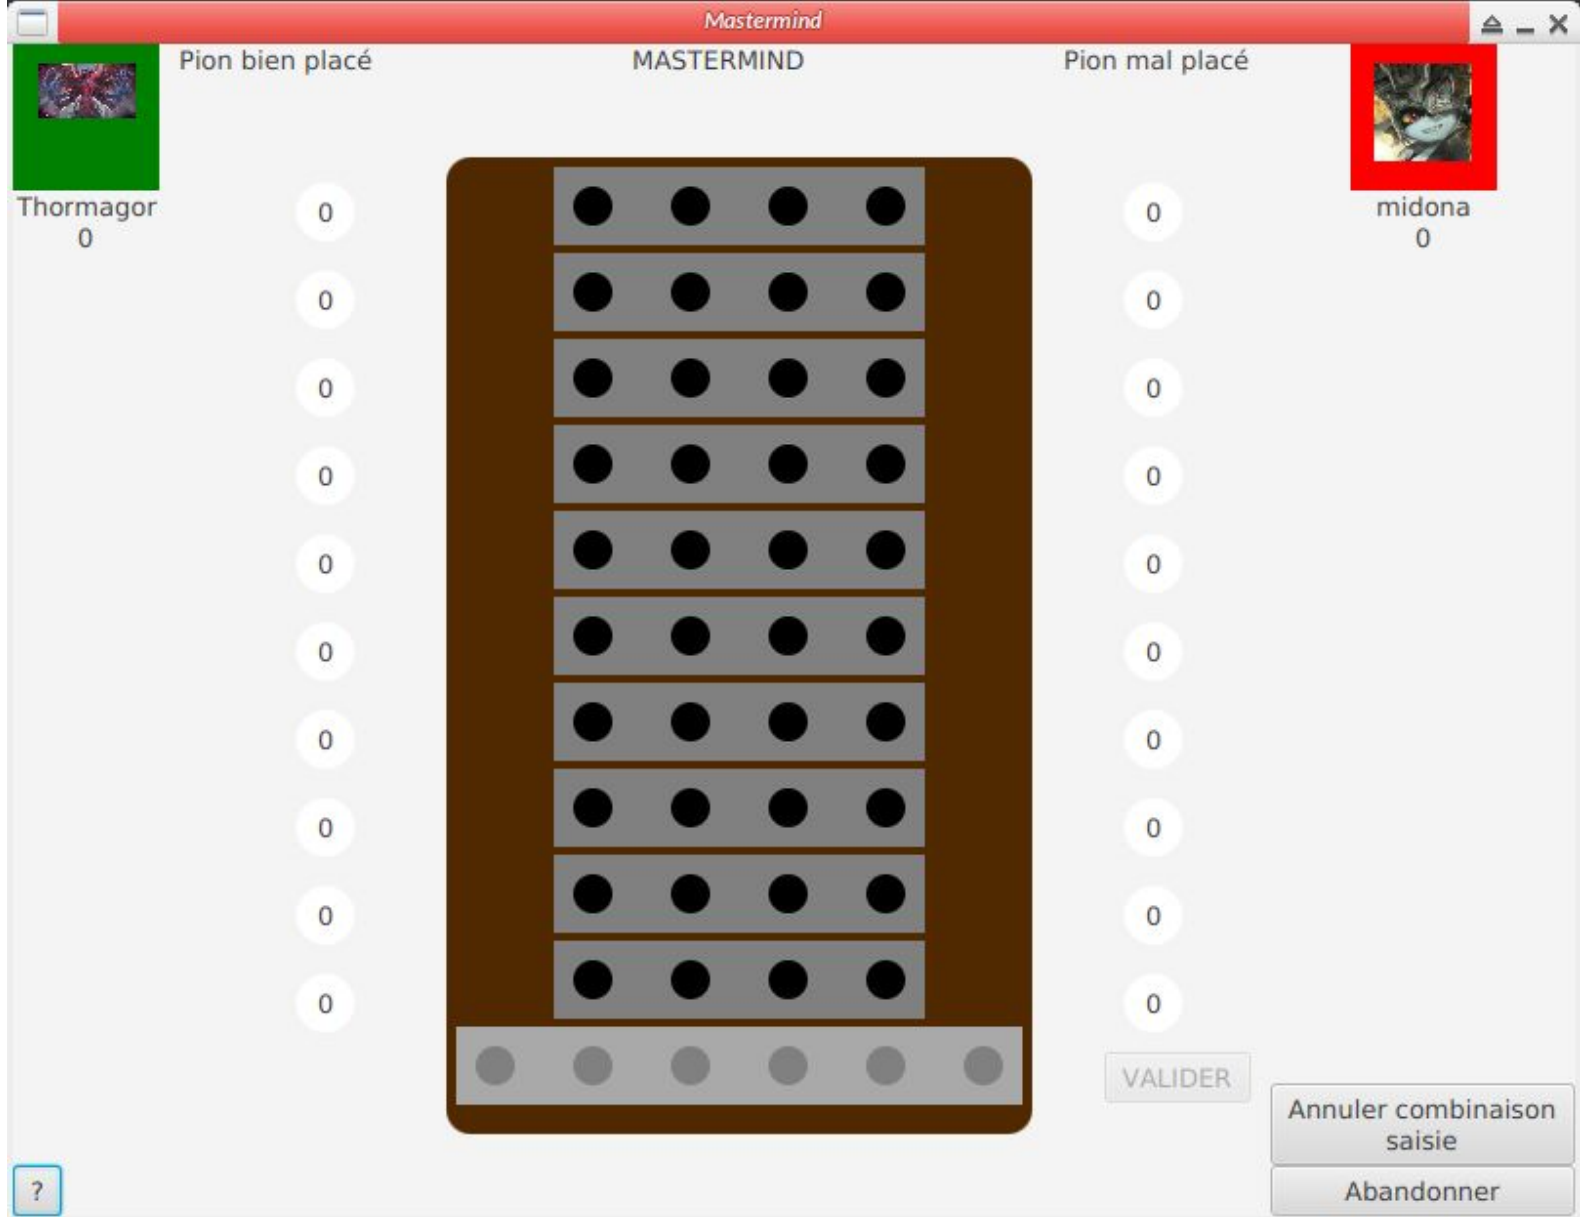 Mastermind
Pion bien placé
MASTERMIND
Pion mal placé
Thormagor
0
midona
0
0 0
0 0
0 0
0 0
0 0
0 0
0 0
0 0
0 0
0 0
VALIDER
Annuler combinaison
saisie
?
Abandonner